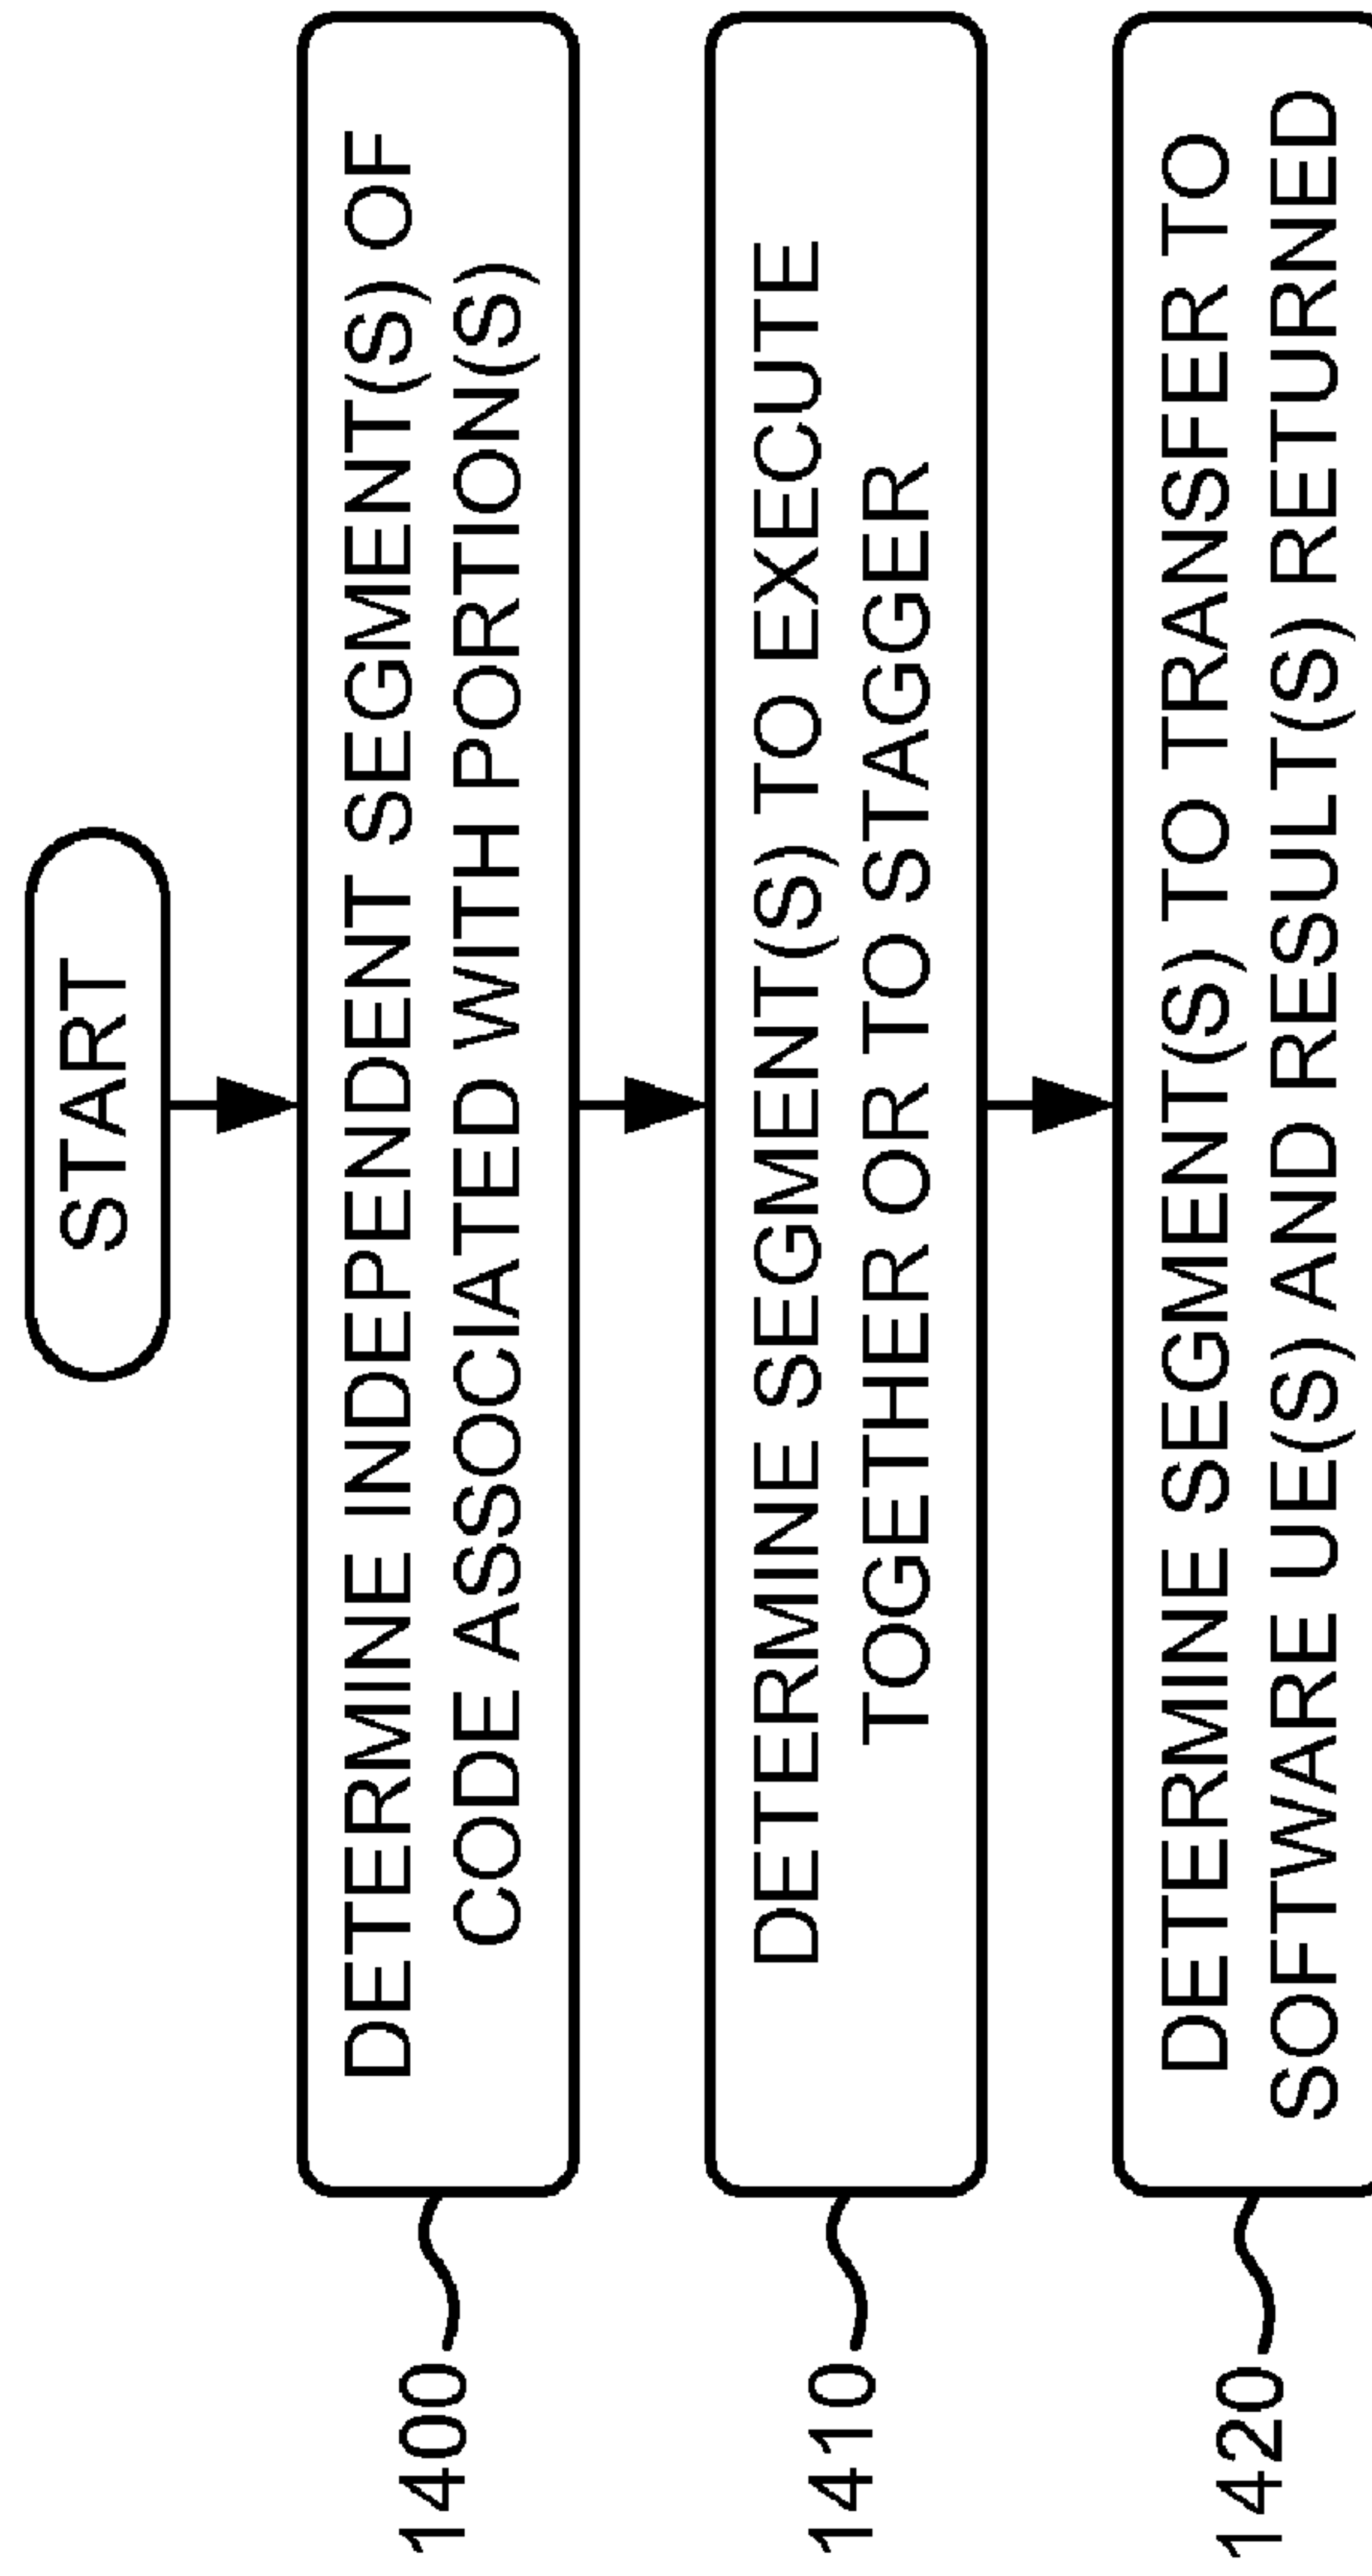 START
DETERMINE INDEPENDENT SEGMENT(S) OF
CODE ASSOCIATED WITH PORTION(S)
1400
DETERMINE SEGMENT(S) TO EXECUTE
TOGETHER OR TO STAGGER
1410
DETERMINE SEGMENT(S) TO TRANSFER TO
SOFTWARE UE(S) AND RESULT(S) RETURNED
1420